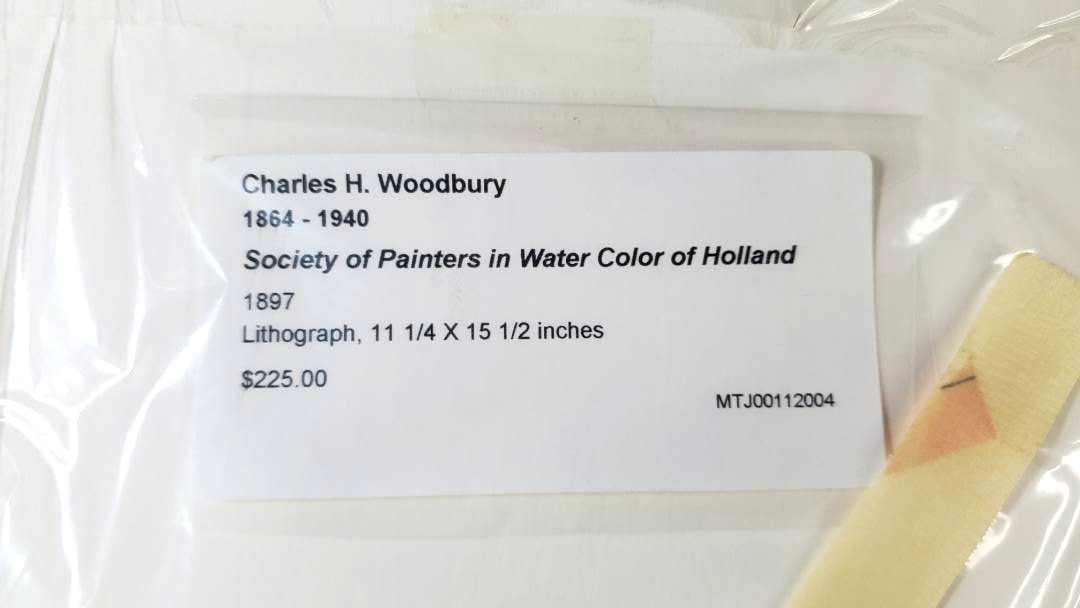 Charles H. Woodbury
1864 - 1940
Society of Painters in Water Color of Holland
1897
Lithograph, 11 1/4 X 15 1/2 inches
$225.00
MTJ00112004